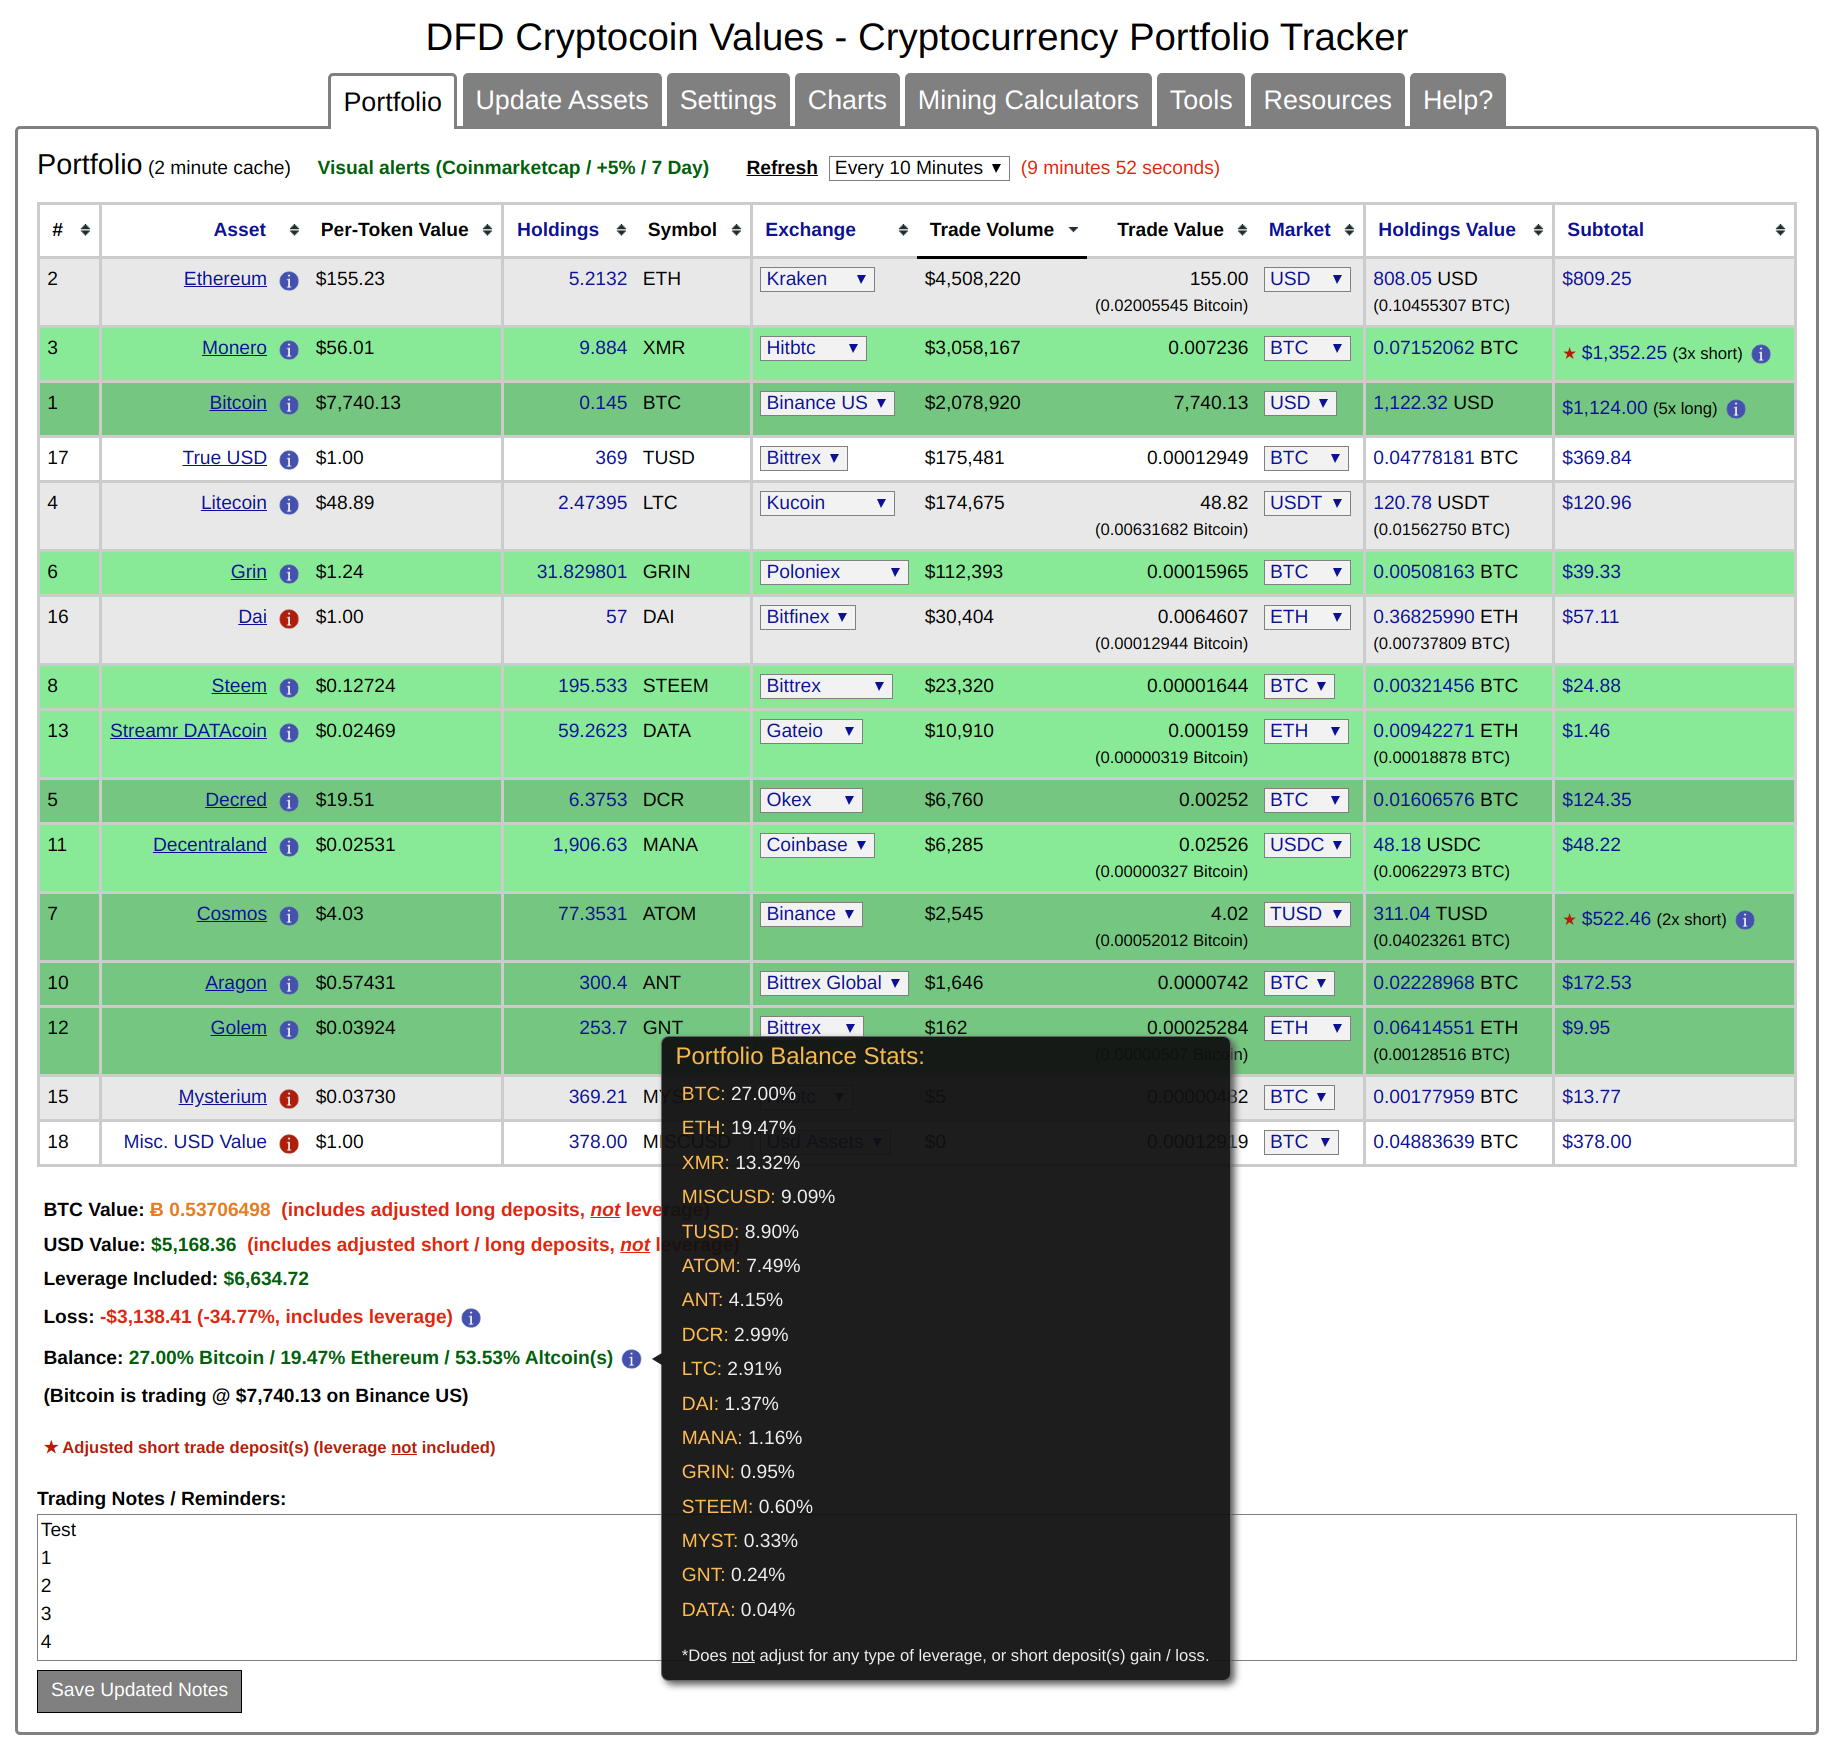 DFD Cryptocoin Values - Cryptocurrency Portfolio Tracker
Portfolio Update Assets Settings Charts Mining Calculators Tools Resources Help?
Portfolio (2 minute cache) Visual alerts (Coinmarketcap / +5% / 7 Day) Refresh Every 10 Minutes (9 minutes 52 seconds)
# Asset Per-Token Value Holdings Symbol Exchange Trade Volume Trade Value Market Holdings Value Subtotal
2 Ethereum $155.23 5.2132 ETH Kraken $4,508,220 155.00 USD 808.05 USD $809.25
(0.02005545 Bitcoin) (0.10455307 BTC)
3 Monero $56.01 9.884 XMR Hitbtc $3,058,167 0.007236 BTC 0.07152062 BTC ★ $1,352.25 (3x short)
1 Bitcoin $7,740.13 0.145 BTC Binance US $2,078,920 7,740.13 USD 1,122.32 USD $1,124.00 (5x long)
17 True USD $1.00 369 TUSD Bittrex $175,481 0.00012949 BTC 0.04778181 BTC $369.84
4 Litecoin $48.89 2.47395 LTC Kucoin $174,675 48.82 USDT 120.78 USDT $120.96
(0.00631682 Bitcoin) (0.01562750 BTC)
6 Grin $1.24 31.829801 GRIN Poloniex $112,393 0.00015965 BTC 0.00508163 BTC $39.33
16 Dai $1.00 57 DAI Bitfinex $30,404 0.0064607 ETH 0.36825990 ETH $57.11
(0.00012944 Bitcoin) (0.00737809 BTC)
8 Steem $0.12724 195.533 STEEM Bittrex $23,320 0.00001644 BTC 0.00321456 BTC $24.88
13 Streamr DATAcoin $0.02469 59.2623 DATA Gateio $10,910 0.000159 ETH 0.00942271 ETH $1.46
(0.00000319 Bitcoin) (0.00018878 BTC)
5 Decred $19.51 6.3753 DCR Okex $6,760 0.00252 BTC 0.01606576 BTC $124.35
11 Decentraland $0.02531 1,906.63 MANA Coinbase $6,285 0.02526 USDC 48.18 USDC $48.22
(0.00000327 Bitcoin) (0.00622973 BTC)
7 Cosmos $4.03 77.3531 ATOM Binance $2,545 4.02 TUSD 311.04 TUSD ★ $522.46 (2x short)
(0.00052012 Bitcoin) (0.04023261 BTC)
10 Aragon $0.57431 300.4 ANT Bittrex Global $1,646 0.0000742 BTC 0.02228968 BTC $172.53
12 Golem $0.03924 253.7 GNT Bittrex $162 0.00025284 ETH 0.06414551 ETH $9.95
(0.00000507 Bitcoin) (0.00128516 BTC)
15 Mysterium $0.03730 369.21 $5 0.00000482 BTC 0.00177959 BTC $13.77
18 Misc. USD Value $1.00 378.00 MISCUSD Usd Assets $0 0.00012919 BTC 0.04883639 BTC $378.00
BTC Value: Ƀ 0.53706498 (includes adjusted long deposits, not leverage)
USD Value: $5,168.36 (includes adjusted short / long deposits, not leverage)
Leverage Included: $6,634.72
Loss: -$3,138.41 (-34.77%, includes leverage)
Balance: 27.00% Bitcoin / 19.47% Ethereum / 53.53% Altcoin(s)
(Bitcoin is trading @ $7,740.13 on Binance US)
★ Adjusted short trade deposit(s) (leverage not included)
Portfolio Balance Stats:
BTC: 27.00%
ETH: 19.47%
XMR: 13.32%
MISCUSD: 9.09%
TUSD: 8.90%
ATOM: 7.49%
ANT: 4.15%
DCR: 2.99%
LTC: 2.91%
DAI: 1.37%
MANA: 1.16%
GRIN: 0.95%
STEEM: 0.60%
MYST: 0.33%
GNT: 0.24%
DATA: 0.04%
*Does not adjust for any type of leverage, or short deposit(s) gain / loss.
Trading Notes / Reminders:
Test
1
2
3
4
Save Updated Notes